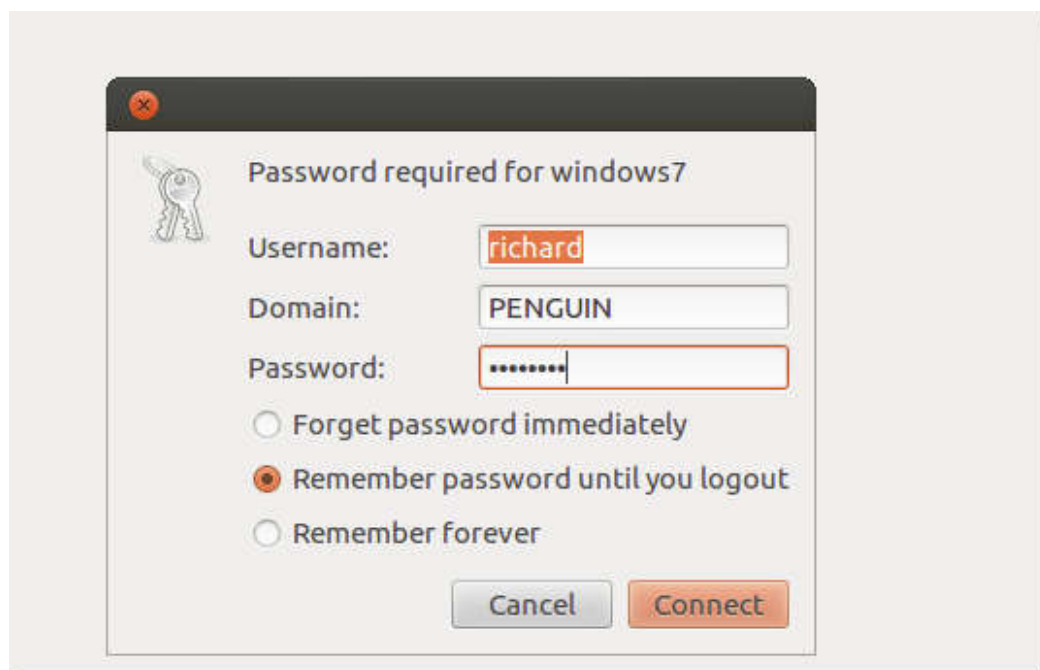 Password required for windows7
Username: richard
Domain: PENGUIN
Password: ••••••••
Forget password immediately
Remember password until you logout
Remember forever
Cancel Connect